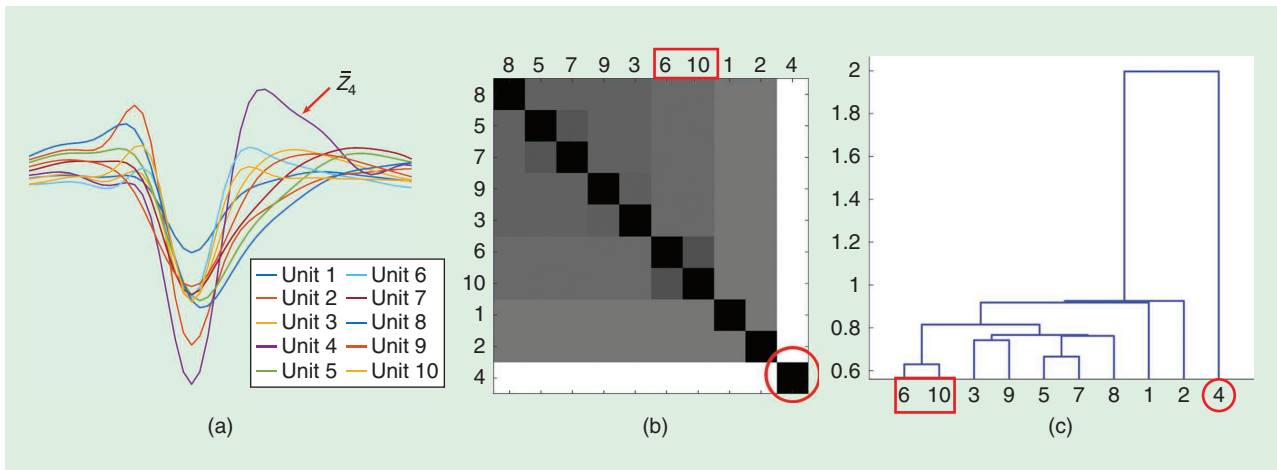 Z̄4
Unit 1 Unit 6
Unit 2 Unit 7
Unit 3 Unit 8
Unit 4 Unit 9
Unit 5 Unit 10
(a)
8 5 7 9 3 6 10 1 2 4
8
5
7
9
3
6
10
1
2
4
(b)
2
1.8
1.6
1.4
1.2
1
0.8
0.6
6 10 3 9 5 7 8 1 2 4
(c)